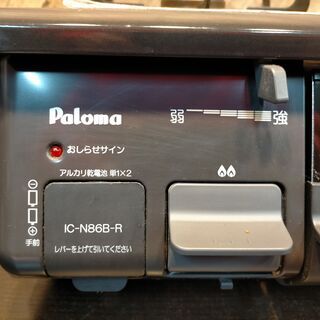 Paloma
弱 強
おしらせサイン
アルカリ乾電池 単1×2
⊖
⊕
手前
IC-N86B-R
レバーを上げて引いてください